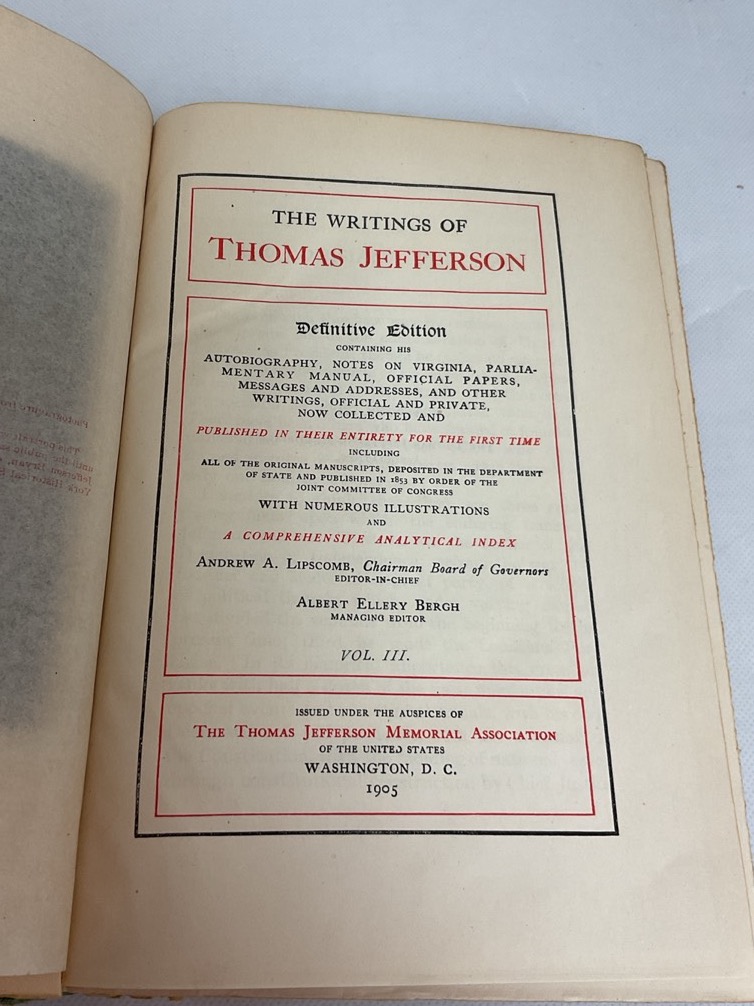 THE WRITINGS OF
THOMAS JEFFERSON
Definitive Edition
CONTAINING HIS
AUTOBIOGRAPHY, NOTES ON VIRGINIA, PARLIA-
MENTARY MANUAL, OFFICIAL PAPERS,
MESSAGES AND ADDRESSES, AND OTHER
WRITINGS, OFFICIAL AND PRIVATE,
NOW COLLECTED AND
PUBLISHED IN THEIR ENTIRETY FOR THE FIRST TIME
INCLUDING
ALL OF THE ORIGINAL MANUSCRIPTS, DEPOSITED IN THE DEPARTMENT
OF STATE AND PUBLISHED IN 1853 BY ORDER OF THE
JOINT COMMITTEE OF CONGRESS
WITH NUMEROUS ILLUSTRATIONS
AND
A COMPREHENSIVE ANALYTICAL INDEX
ANDREW A. LIPSCOMB, Chairman Board of Governors
EDITOR-IN-CHIEF
ALBERT ELLERY BERGH
MANAGING EDITOR
VOL. III.
ISSUED UNDER THE AUSPICES OF
THE THOMAS JEFFERSON MEMORIAL ASSOCIATION
OF THE UNITED STATES
WASHINGTON, D. C.
1905